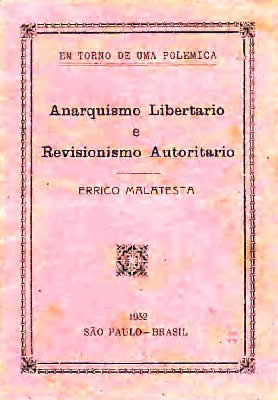 EM TORNO DE UMA POLEMICA
Anarquismo Libertario
e
Revisionismo Autoritario
ERRICO MALATESTA
1932
SÃO PAULO—BRASIL